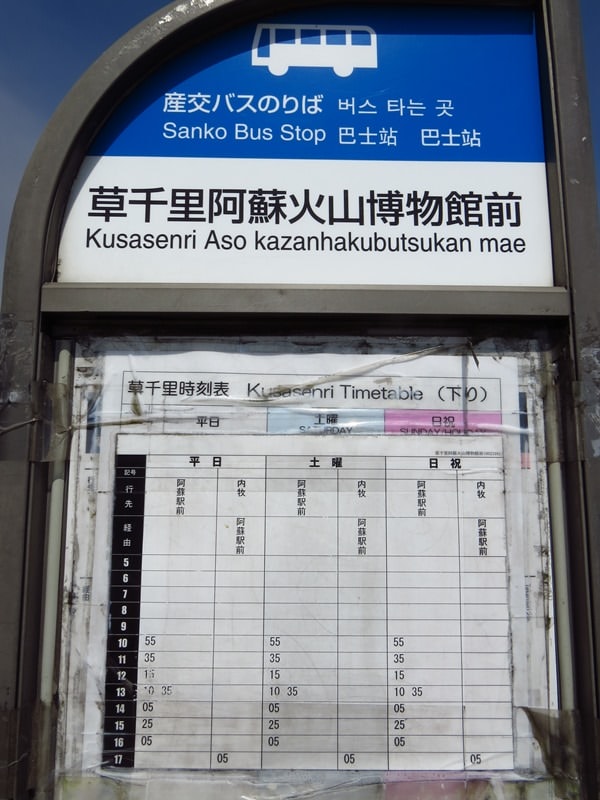 産交バスのりば 버스 타는 곳
Sanko Bus Stop 巴士站 巴士站
草千里阿蘇火山博物館前
Kusasenri Aso kazanhakubutsukan mae
草千里時刻表 Kusasenri Timetable (下り)
平日 土曜 日祝
SATURDAY SUNDAY/HOLIDAY
平日 土曜 日祝
記号
行先 阿蘇駅前 内牧 阿蘇駅前 内牧 阿蘇駅前 内牧
経由 阿蘇駅前 阿蘇駅前 阿蘇駅前
5
6
7
8
9
10 55 55 55
11 35 35 35
12 15 15 15
13 10 35 10 35 10 35
14 05 05 05
15 25 25 25
16 05 05 05
17 05 05 05